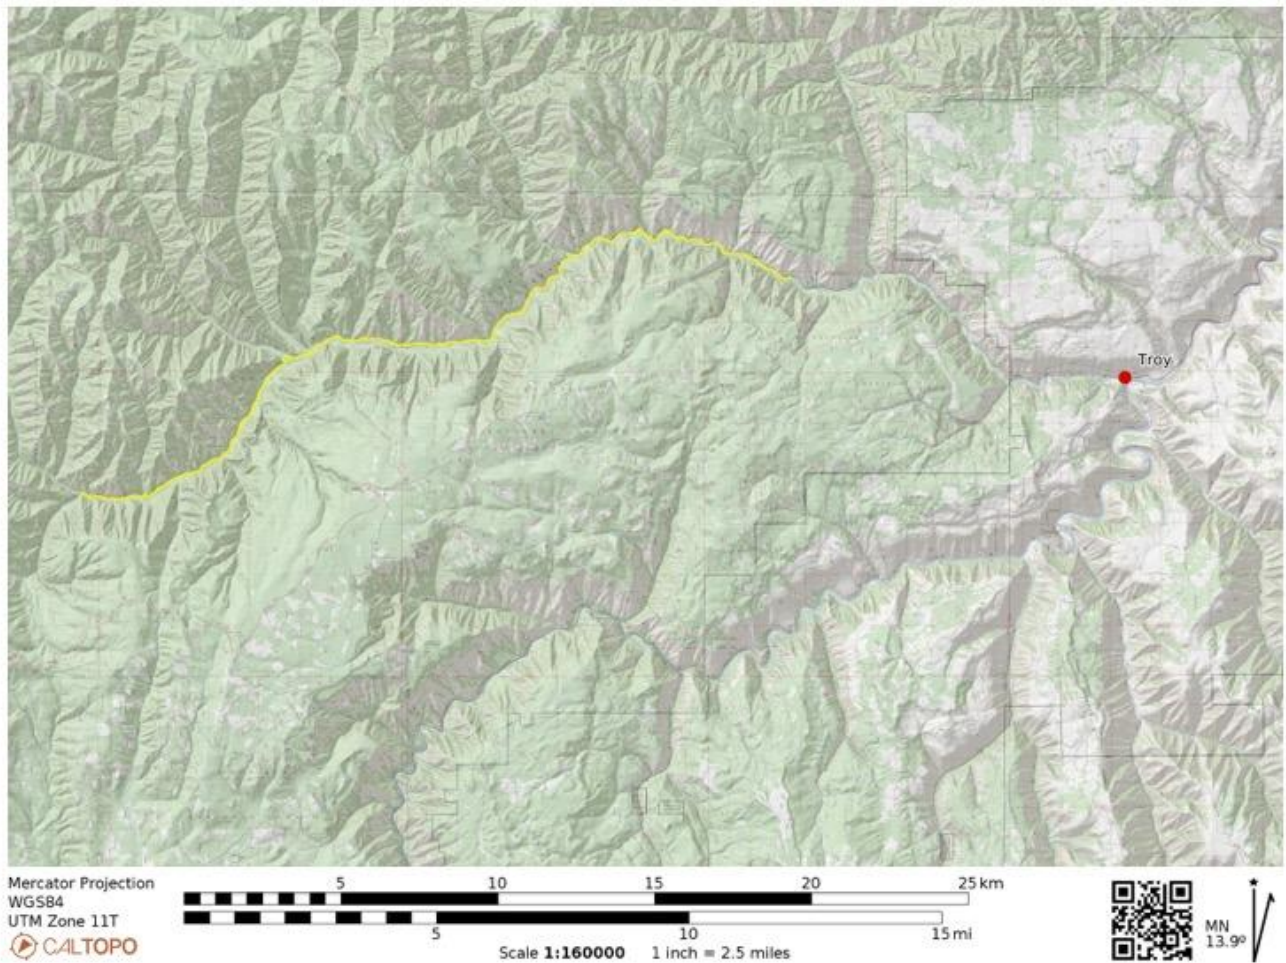 Troy
Mercator Projection
WGS84
UTM Zone 11T
CALTOPO
5 10 15 20 25 km
5 10 15 mi
Scale 1:160000 1 inch = 2.5 miles
MN
13.9°